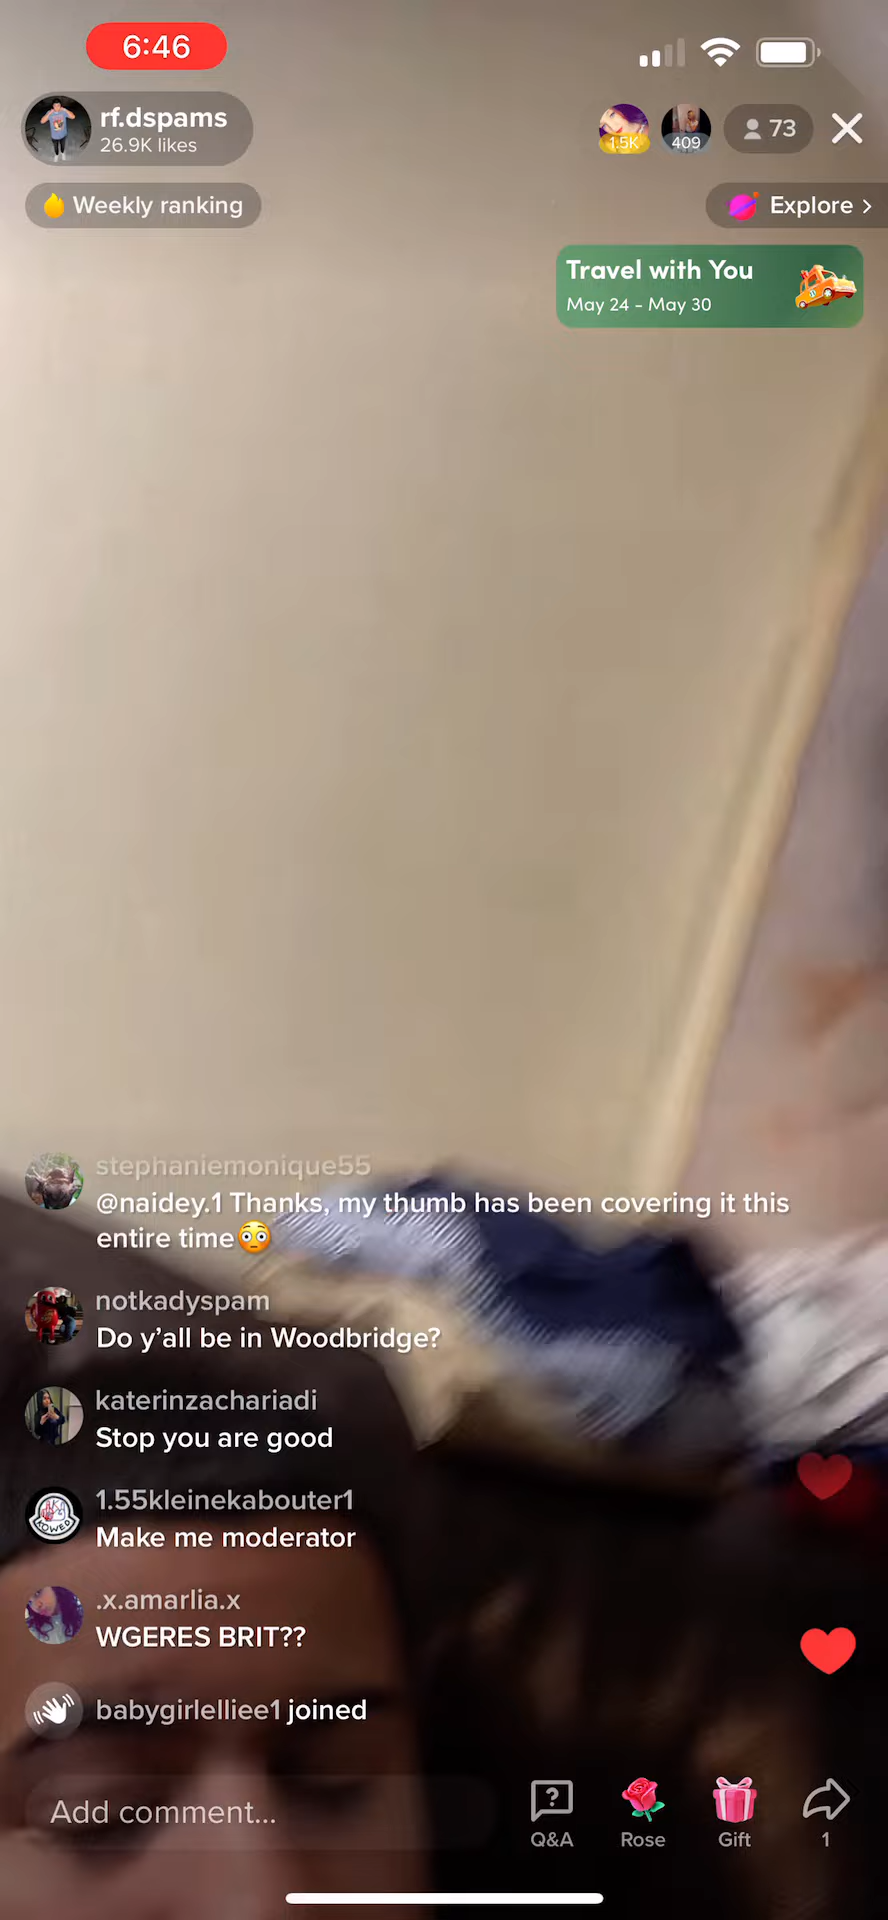 6:46
rf.dspams
26.9K likes
1.5K
409
73
Weekly ranking
Explore >
Travel with You
May 24 - May 30
stephaniemonique55
@naidey.1 Thanks, my thumb has been covering it this
entire time😳
notkadyspam
Do y’all be in Woodbridge?
katerinzachariadi
Stop you are good
1.55kleinekabouter1
KOWED
Make me moderator
.x.amarlia.x
WGERES BRIT??
babygirlelliee1 joined
Add comment...
Q&A
Rose
Gift
1